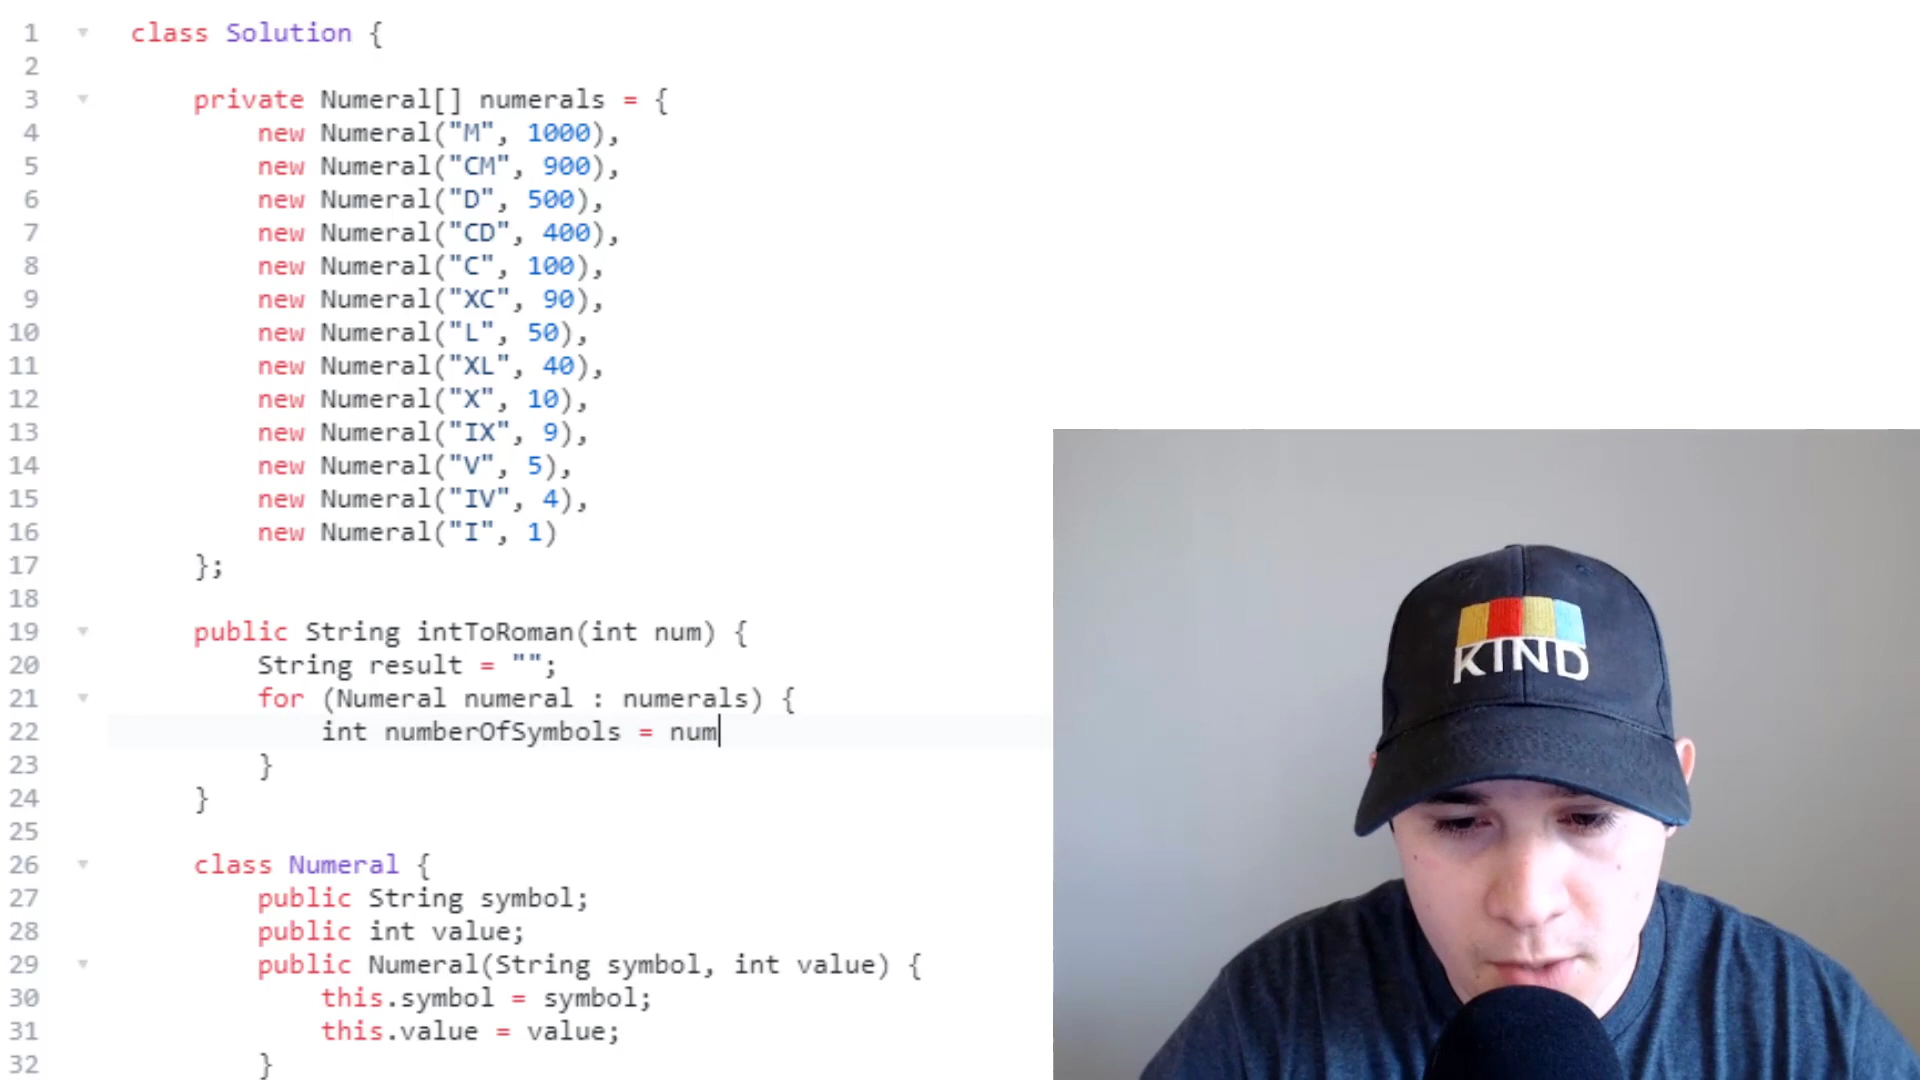 1 class Solution {
2
3 private Numeral[] numerals = {
4 new Numeral("M", 1000),
5 new Numeral("CM", 900),
6 new Numeral("D", 500),
7 new Numeral("CD", 400),
8 new Numeral("C", 100),
9 new Numeral("XC", 90),
10 new Numeral("L", 50),
11 new Numeral("XL", 40),
12 new Numeral("X", 10),
13 new Numeral("IX", 9),
14 new Numeral("V", 5),
15 new Numeral("IV", 4),
16 new Numeral("I", 1)
17 };
18
19 public String intToRoman(int num) {
20 String result = "";
21 for (Numeral numeral : numerals) {
22 int numberOfSymbols = num
23 }
24 }
25
26 class Numeral {
27 public String symbol;
28 public int value;
29 public Numeral(String symbol, int value) {
30 this.symbol = symbol;
31 this.value = value;
32 }
KIND